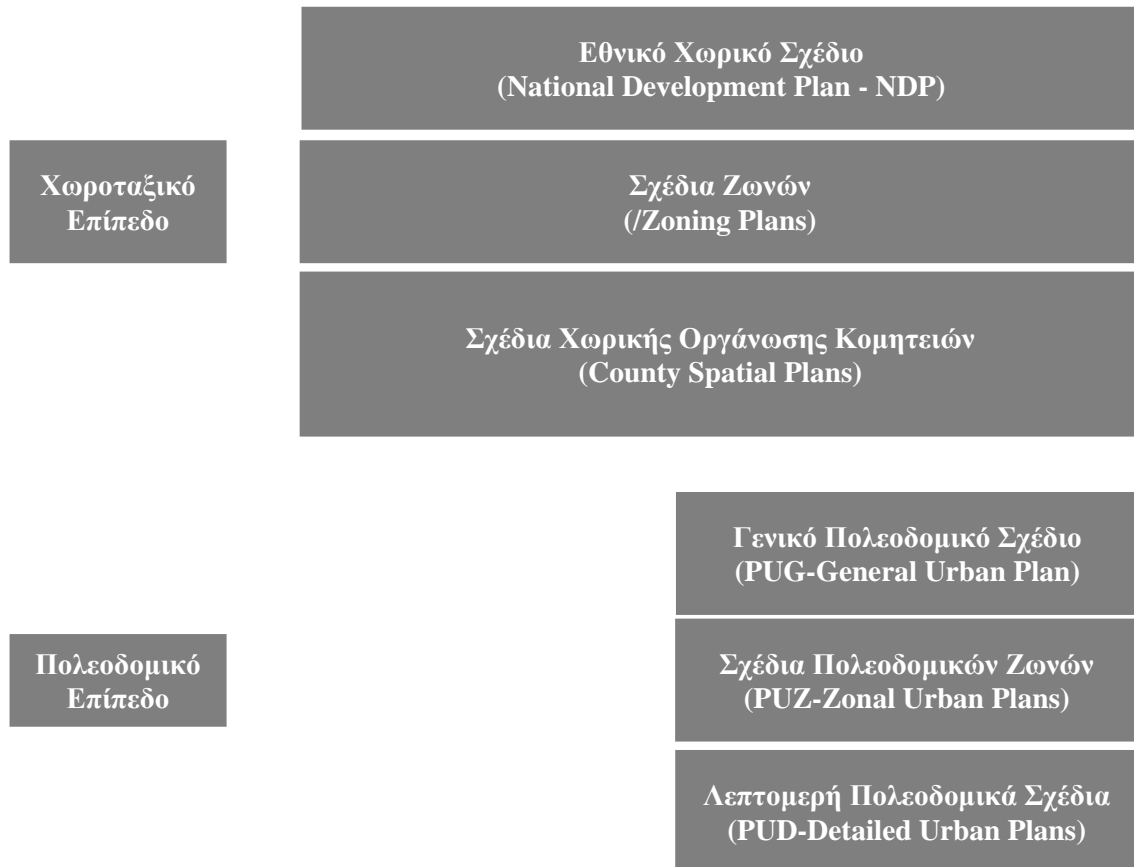 Εθνικό Χωρικό Σχέδιο
(National Development Plan - NDP)
Χωροταξικό
Επίπεδο
Σχέδια Ζωνών
(/Zoning Plans)
Σχέδια Χωρικής Οργάνωσης Κομητειών
(County Spatial Plans)
Γενικό Πολεοδομικό Σχέδιο
(PUG-General Urban Plan)
Πολεοδομικό
Επίπεδο
Σχέδια Πολεοδομικών Ζωνών
(PUZ-Zonal Urban Plans)
Λεπτομερή Πολεοδομικά Σχέδια
(PUD-Detailed Urban Plans)